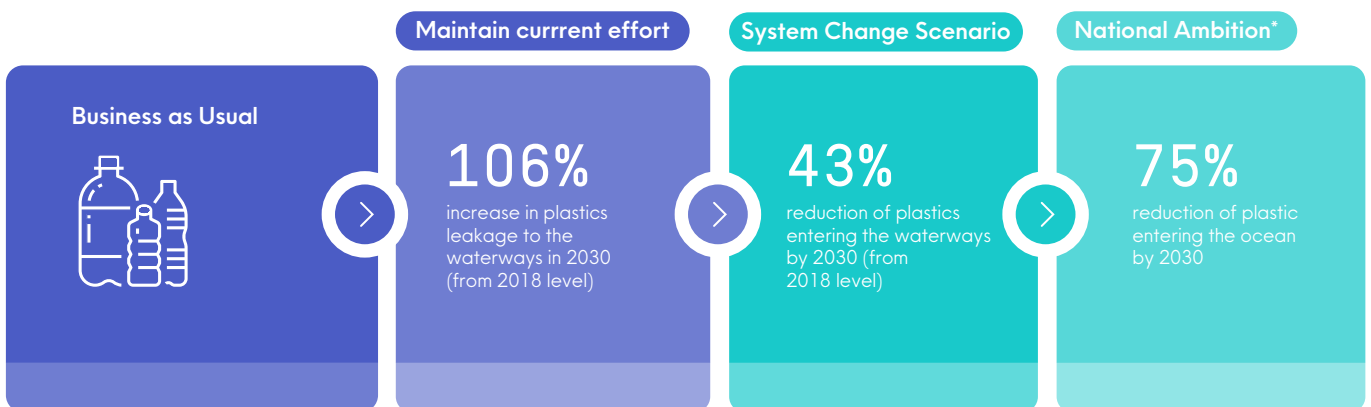 Maintain currrent effort
System Change Scenario
National Ambition*
Business as Usual
106%
increase in plastics
leakage to the
waterways in 2030
(from 2018 level)
43%
reduction of plastics
entering the waterways
by 2030 (from
2018 level)
75%
reduction of plastic
entering the ocean
by 2030